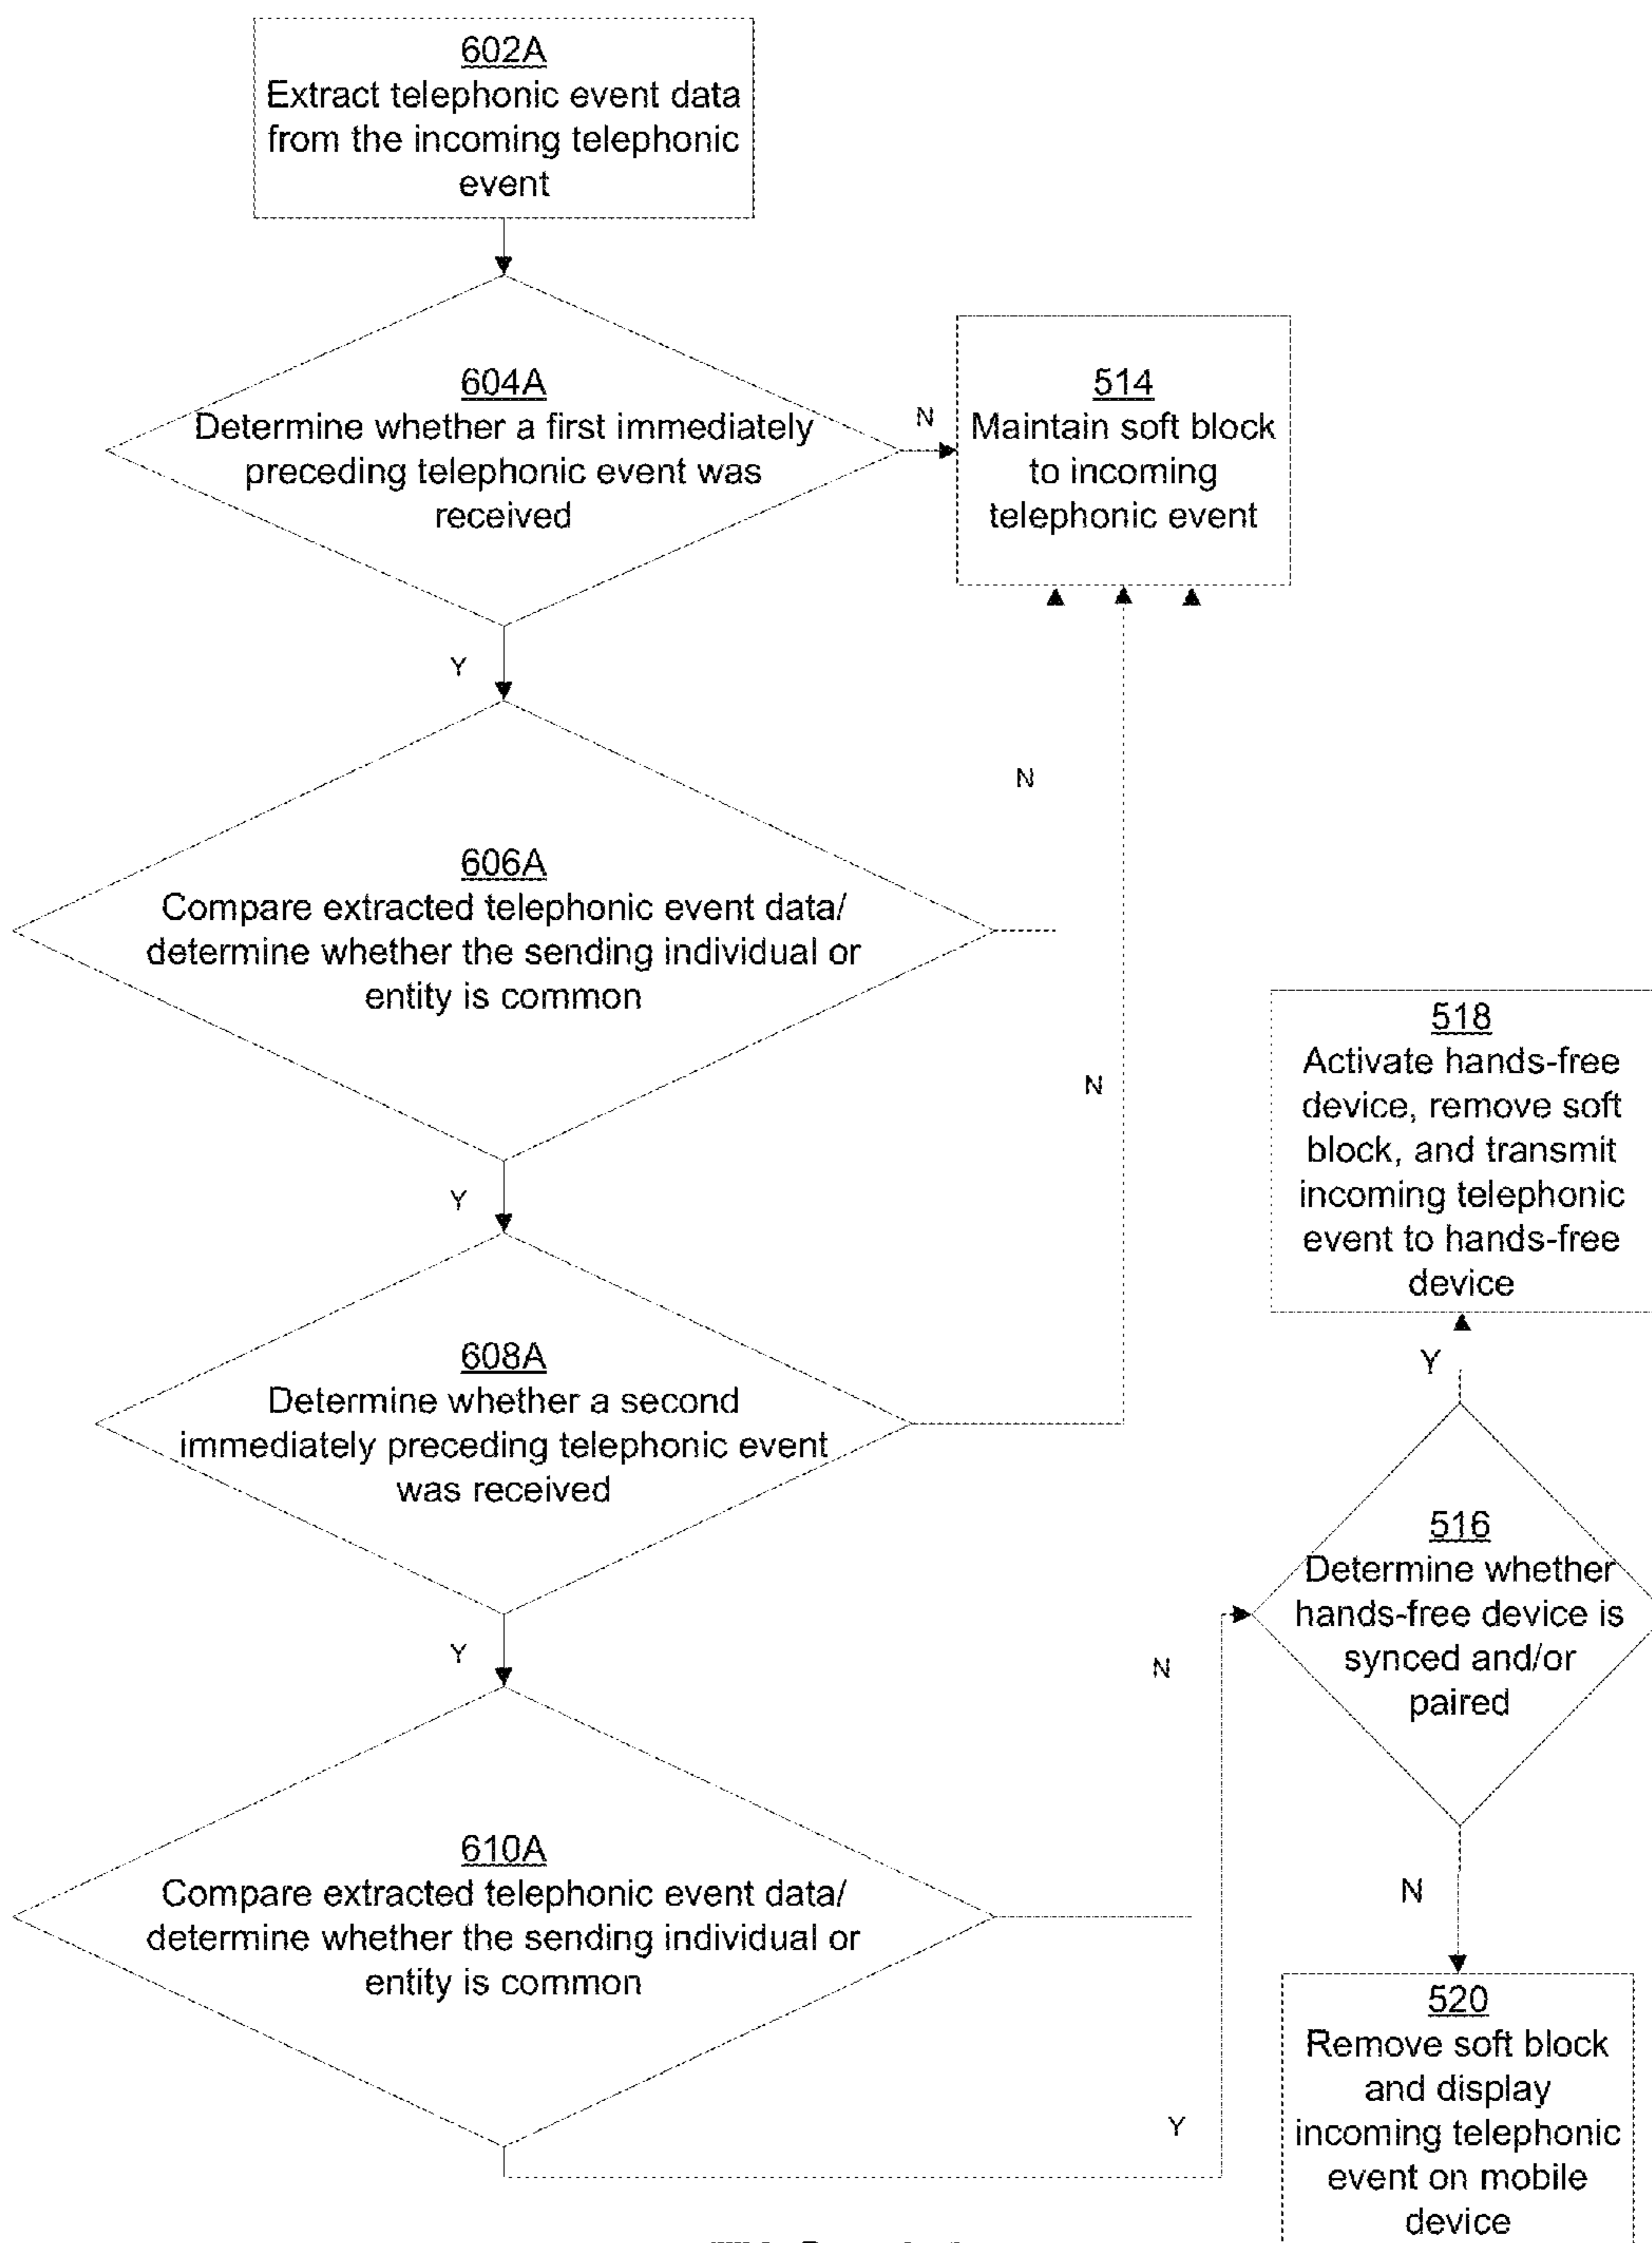 602A
Extract telephonic event data
from the incoming telephonic
event
604A
Determine whether a first immediately
preceding telephonic event was
received
N
514
Maintain soft block
to incoming
telephonic event
Y
N
606A
Compare extracted telephonic event data/
determine whether the sending individual or
entity is common
N
Y
518
Activate hands-free
device, remove soft
block, and transmit
incoming telephonic
event to hands-free
device
Y
608A
Determine whether a second
immediately preceding telephonic event
was received
516
Determine whether
hands-free device is
synced and/or
paired
Y
N
610A
Compare extracted telephonic event data/
determine whether the sending individual or
entity is common
N
Y
520
Remove soft block
and display
incoming telephonic
event on mobile
device